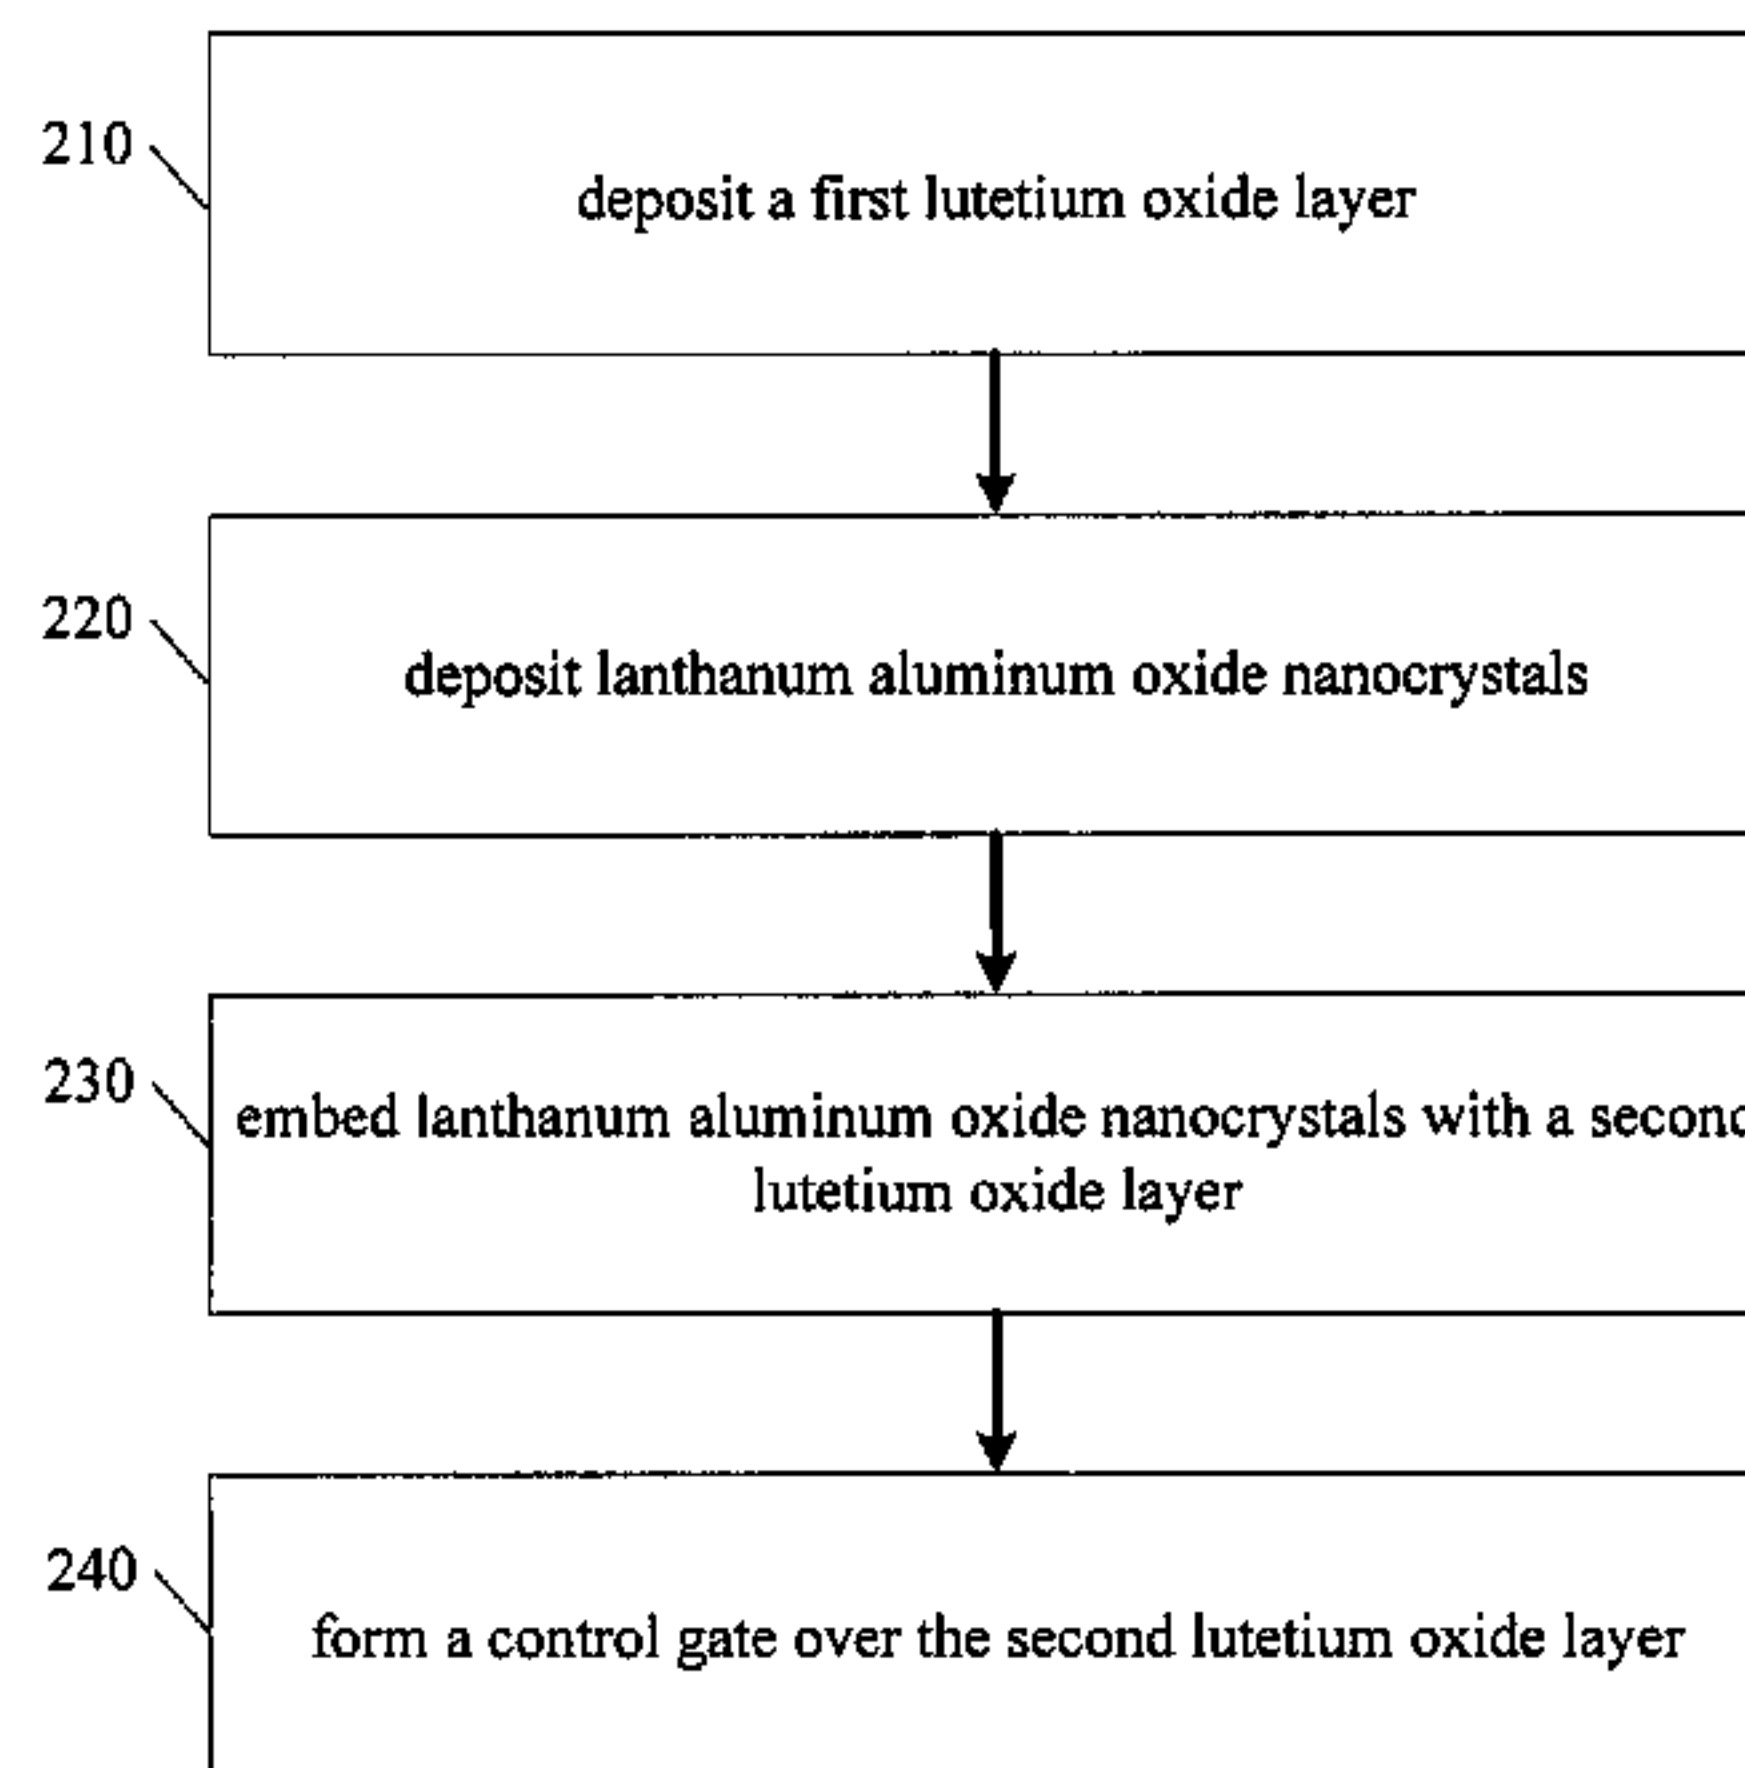 210
deposit a first lutetium oxide layer
220
deposit lanthanum aluminum oxide nanocrystals
230
embed lanthanum aluminum oxide nanocrystals with a second
lutetium oxide layer
240
form a control gate over the second lutetium oxide layer